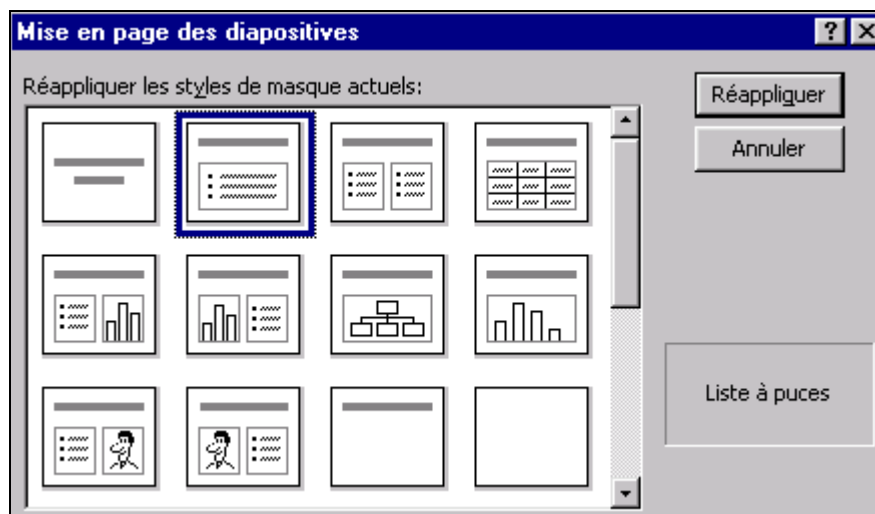 Mise en page des diapositives
Réappliquer les styles de masque actuels:
Réappliquer
Annuler
Liste à puces